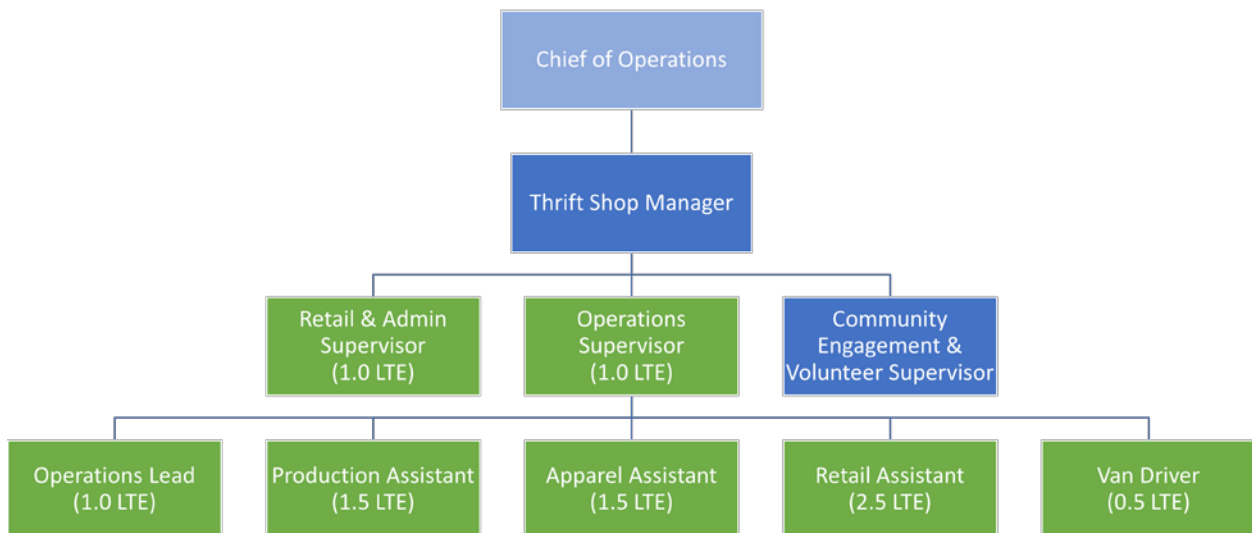 Chief of Operations
Thrift Shop Manager
Retail & Admin
Supervisor
(1.0 LTE)
Operations
Supervisor
(1.0 LTE)
Community
Engagement &
Volunteer Supervisor
Operations Lead
(1.0 LTE)
Production Assistant
(1.5 LTE)
Apparel Assistant
(1.5 LTE)
Retail Assistant
(2.5 LTE)
Van Driver
(0.5 LTE)